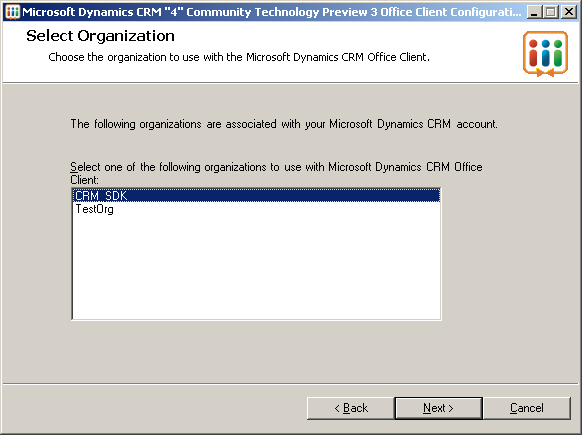 Microsoft Dynamics CRM "4" Community Technology Preview 3 Office Client Configurati...
Select Organization
Choose the organization to use with the Microsoft Dynamics CRM Office Client.
The following organizations are associated with your Microsoft Dynamics CRM account.
Select one of the following organizations to use with Microsoft Dynamics CRM Office
Client:
CRM_SDK
TestOrg
< Back Next > Cancel